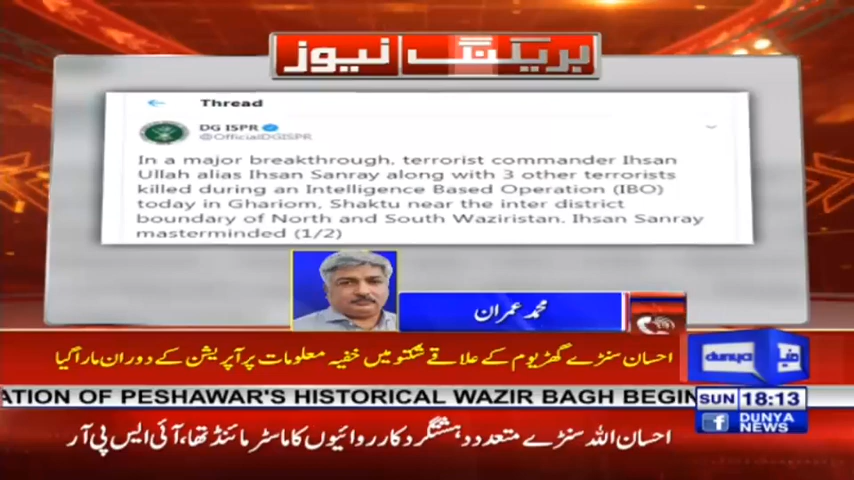 بریکنگ نیوز
Thread
DG ISPR
@OfficialDGISPR
In a major breakthrough, terrorist commander Ihsan
Ullah alias Ihsan Sanray along with 3 other terrorists
killed during an Intelligence Based Operation (IBO)
today in Ghariom, Shaktu near the inter district
boundary of North and South Waziristan. Ihsan Sanray
masterminded (1/2)
محمد عمران
احسان سنڑے گھڑیوم کے علاقے شکتو میں خفیہ معلومات پر آپریشن کے دوران مارا گیا
dunya دنیا
ATION OF PESHAWAR'S HISTORICAL WAZIR BAGH BEGIN
SUN 18:13
DUNYA
NEWS
احسان اللہ سنڑے متعدد دہشتگرد کارروائیوں کا ماسٹر مائنڈ تھا، آئی ایس پی آر